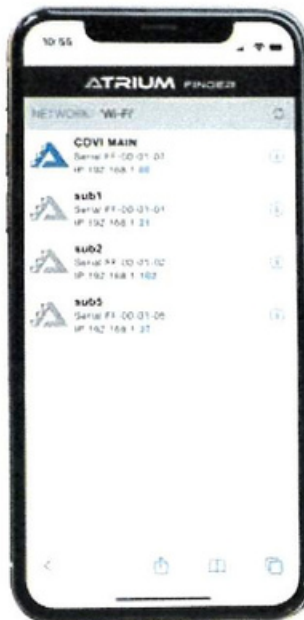 10:55
ATRIUM FINDER
NETWORK: 'Wi-Fi'
CDVI MAIN
Serial FF-00-01-07
IP 192.168.1.88
sub1
Serial FF-00-01-01
IP 192.168.1.31
sub2
Serial FF-00-01-02
IP 192.168.1.102
sub5
Serial FF-00-01-05
IP 192.168.1.37